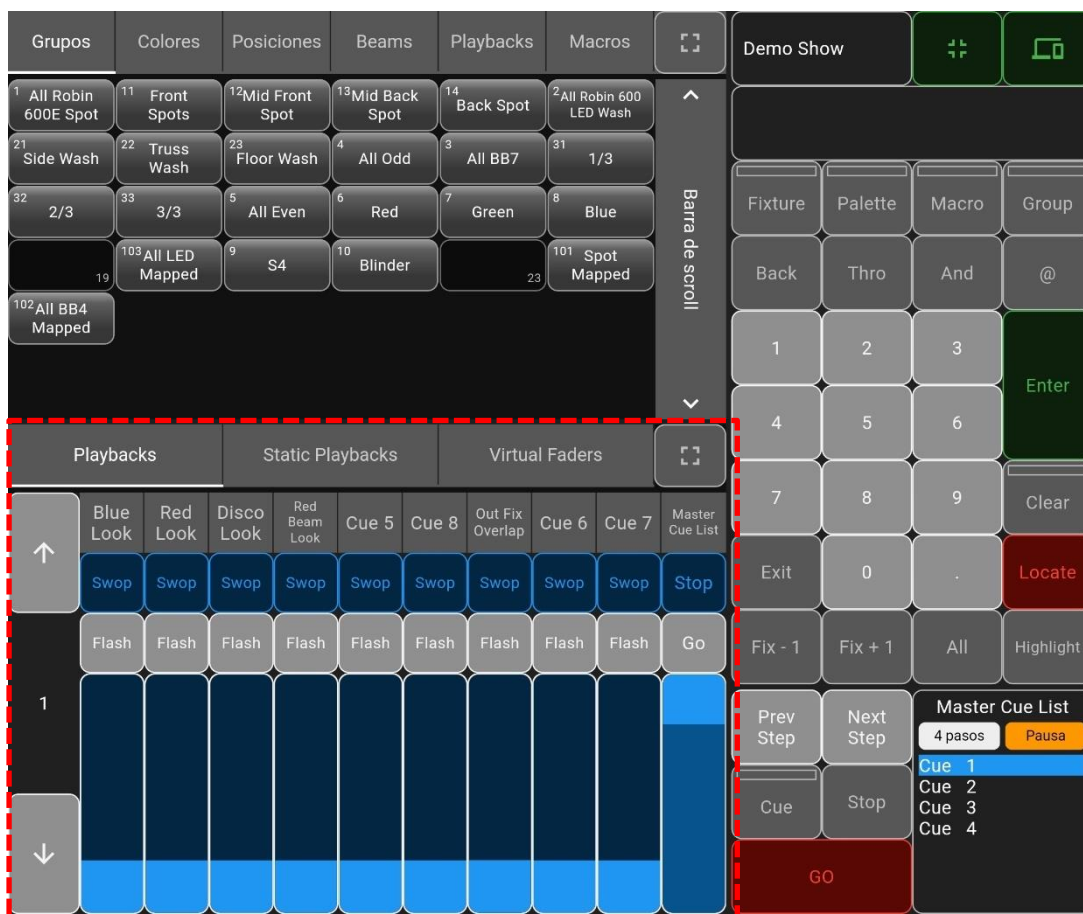 Grupos Colores Posiciones Beams Playbacks Macros
1 All Robin 600E Spot
11 Front Spots
12 Mid Front Spot
13 Mid Back Spot
14 Back Spot
2 All Robin 600 LED Wash
21 Side Wash
22 Truss Wash
23 Floor Wash
4 All Odd
3 All BB7
31 1/3
32 2/3
33 3/3
5 All Even
6 Red
7 Green
8 Blue
19
103 All LED Mapped
9 S4
10 Blinder
23
101 Spot Mapped
102 All BB4 Mapped
Barra de scroll
Playbacks Static Playbacks Virtual Faders
Blue Look
Red Look
Disco Look
Red Beam Look
Cue 5
Cue 8
Out Fix Overlap
Cue 6
Cue 7
Master Cue List
Swop Swop Swop Swop Swop Swop Swop Swop Swop Stop
Flash Flash Flash Flash Flash Flash Flash Flash Flash Go
1
Demo Show
Fixture Palette Macro Group
Back Thro And @
1 2 3
Enter
4 5 6
7 8 9 Clear
Exit 0 . Locate
Fix - 1 Fix + 1 All Highlight
Prev Step
Next Step
Cue Stop
GO
Master Cue List
4 pasos Pausa
Cue 1
Cue 2
Cue 3
Cue 4